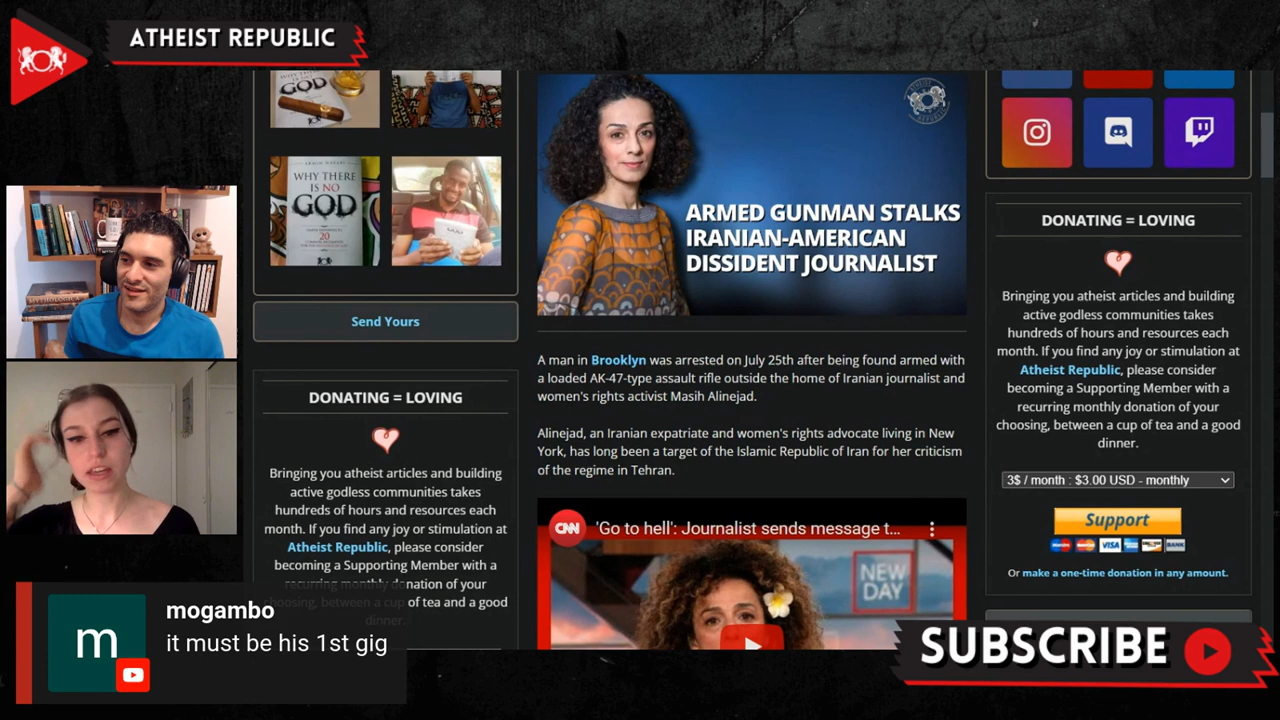 ATHEIST REPUBLIC
WHY THERE
IS NO
GOD
20
Send Yours
DONATING = LOVING
Bringing you atheist articles and building
active godless communities takes
hundreds of hours and resources each
month. If you find any joy or stimulation at
Atheist Republic, please consider
becoming a Supporting Member with a
recurring monthly donation of your
choosing, between a cup of tea and a good
dinner.
ARMED GUNMAN STALKS
IRANIAN-AMERICAN
DISSIDENT JOURNALIST
A man in Brooklyn was arrested on July 25th after being found armed with
a loaded AK-47-type assault rifle outside the home of Iranian journalist and
women's rights activist Masih Alinejad.
Alinejad, an Iranian expatriate and women's rights advocate living in New
York, has long been a target of the Islamic Republic of Iran for her criticism
of the regime in Tehran.
CNN
'Go to hell': Journalist sends message t...
NEW
DAY
DONATING = LOVING
Bringing you atheist articles and building
active godless communities takes
hundreds of hours and resources each
month. If you find any joy or stimulation at
Atheist Republic, please consider
becoming a Supporting Member with a
recurring monthly donation of your
choosing, between a cup of tea and a good
dinner.
3$ / month : $3.00 USD - monthly
Support
VISA
BANK
Or make a one-time donation in any amount.
m
mogambo
it must be his 1st gig
SUBSCRIBE